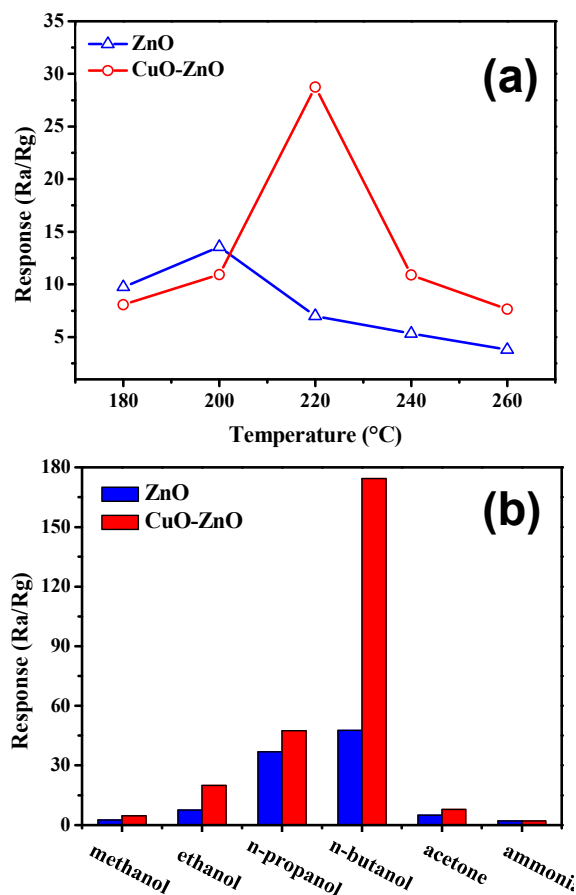 35
30
25
20
15
10
5
Response (Ra/Rg)
ZnO
CuO-ZnO
(a)
180 200 220 240 260
Temperature (°C)
180
150
120
90
60
30
0
Response (Ra/Rg)
ZnO
CuO-ZnO
(b)
methanol ethanol n-propanol n-butanol acetone ammoni